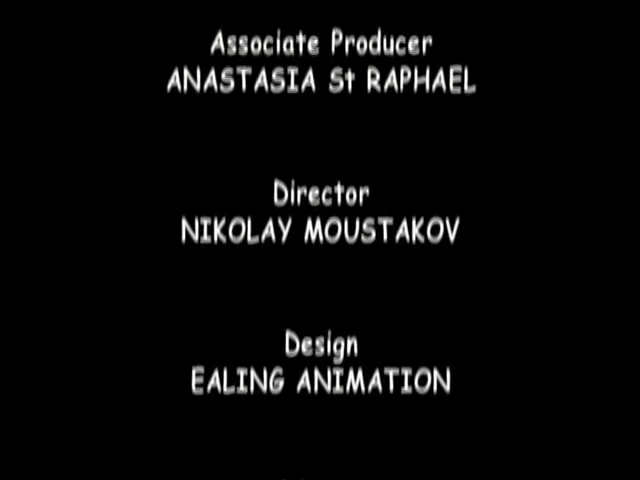 Associate Producer
ANASTASIA St RAPHAEL
Director
NIKOLAY MOUSTAKOV
Design
EALING ANIMATION